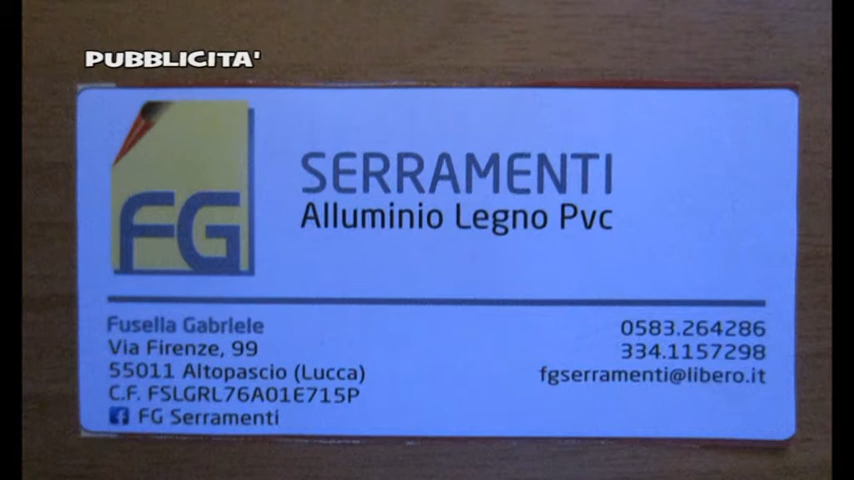 PUBBLICITA'
FG
SERRAMENTI
Alluminio Legno Pvc
Fusella Gabriele
Via Firenze, 99
55011 Altopascio (Lucca)
C.F. FSLGRL76A01E715P
FG Serramenti
0583.264286
334.1157298
fgserramenti@libero.it